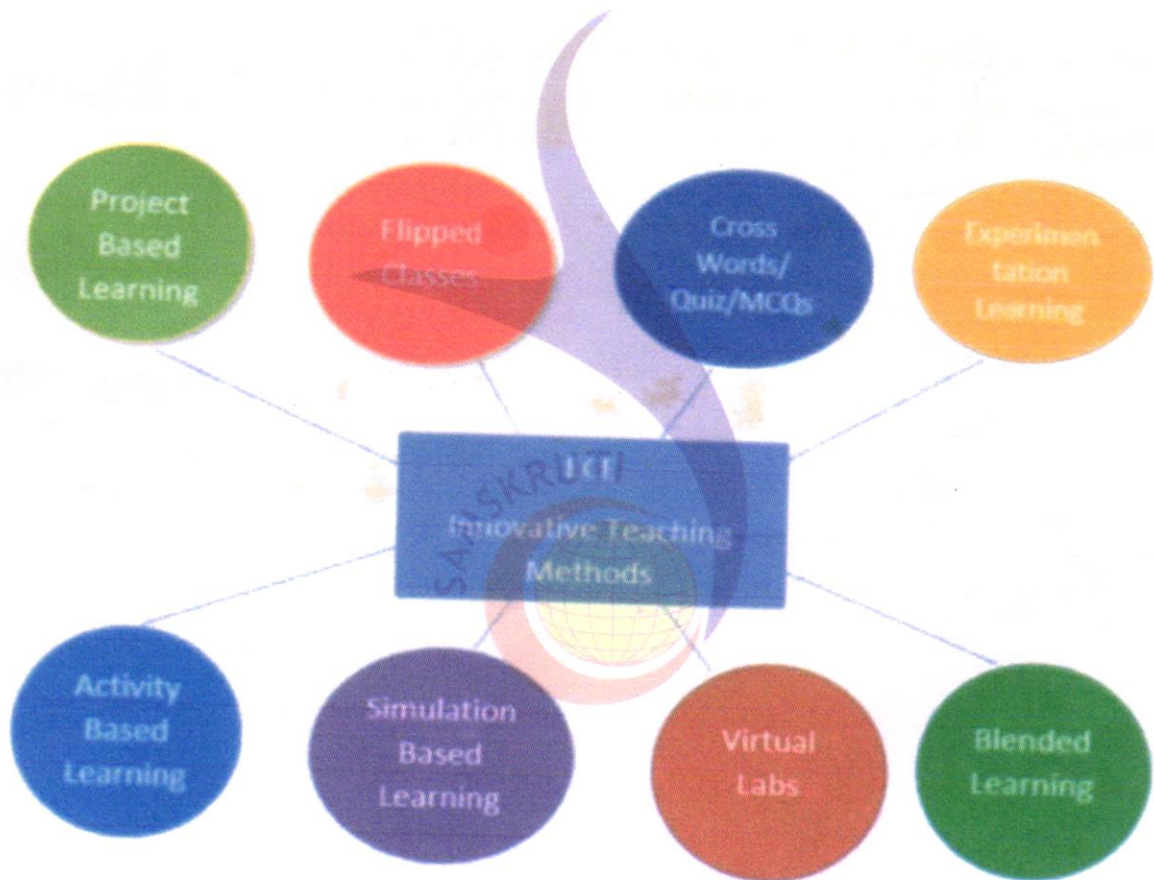 Project
Based
Learning
Flipped
Classes
Cross
Words/
Quiz/MCQs
Experimen
tation
Learning
SANSKRUTI
Innovative Teaching
Methods
Activity
Based
Learning
Simulation
Based
Learning
Virtual
Labs
Blended
Learning